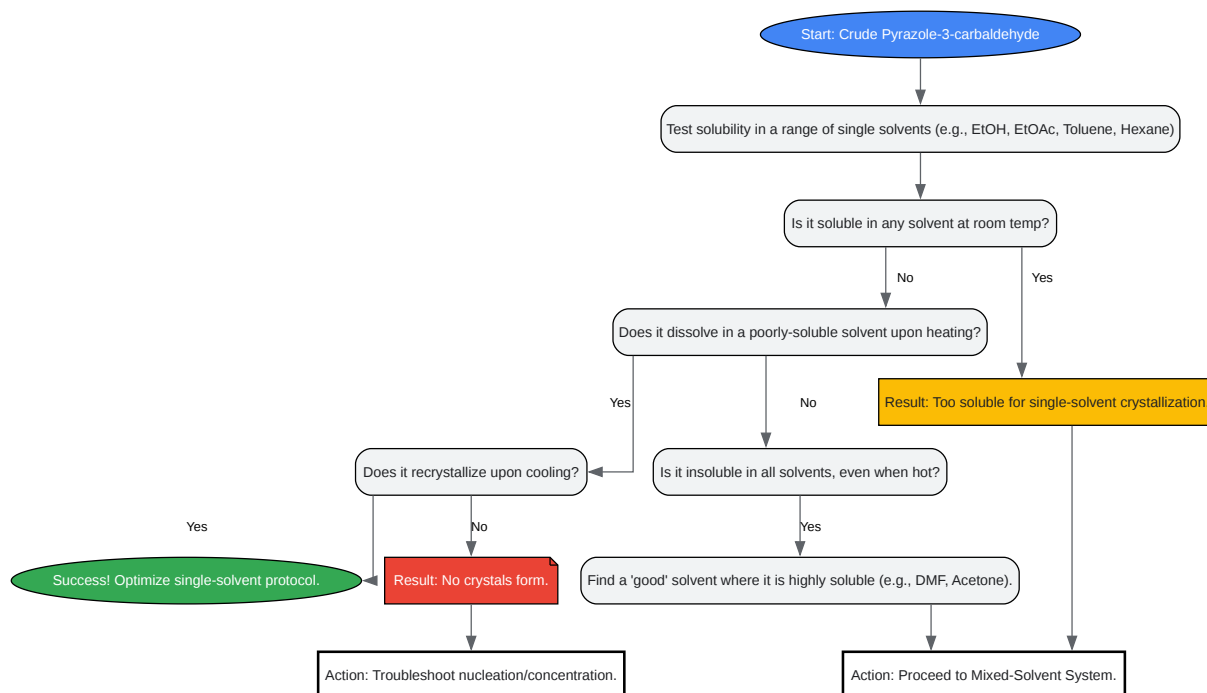 Start: Crude Pyrazole-3-carbaldehyde
Test solubility in a range of single solvents (e.g., EtOH, EtOAc, Toluene, Hexane)
Is it soluble in any solvent at room temp?
No
Yes
Does it dissolve in a poorly-soluble solvent upon heating?
Yes
No
Result: Too soluble for single-solvent crystallization.
Does it recrystallize upon cooling?
Is it insoluble in all solvents, even when hot?
Yes
No
Yes
Success! Optimize single-solvent protocol.
Result: No crystals form.
Find a 'good' solvent where it is highly soluble (e.g., DMF, Acetone).
Action: Troubleshoot nucleation/concentration.
Action: Proceed to Mixed-Solvent System.